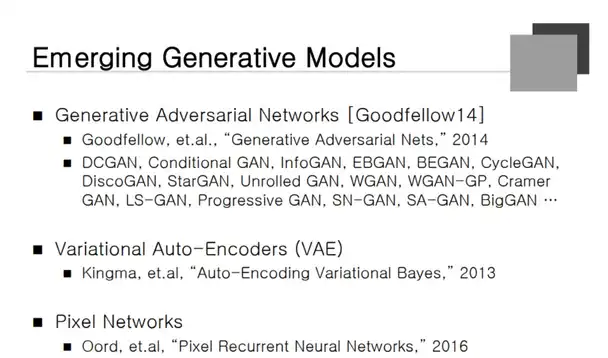 Emerging Generative Models
■ Generative Adversarial Networks [Goodfellow14]
■ Goodfellow, et.al., “Generative Adversarial Nets,” 2014
■ DCGAN, Conditional GAN, InfoGAN, EBGAN, BEGAN, CycleGAN,
DiscoGAN, StarGAN, Unrolled GAN, WGAN, WGAN-GP, Cramer
GAN, LS-GAN, Progressive GAN, SN-GAN, SA-GAN, BigGAN ⋯
■ Variational Auto-Encoders (VAE)
■ Kingma, et.al, “Auto-Encoding Variational Bayes,” 2013
■ Pixel Networks
■ Oord, et.al, “Pixel Recurrent Neural Networks,” 2016